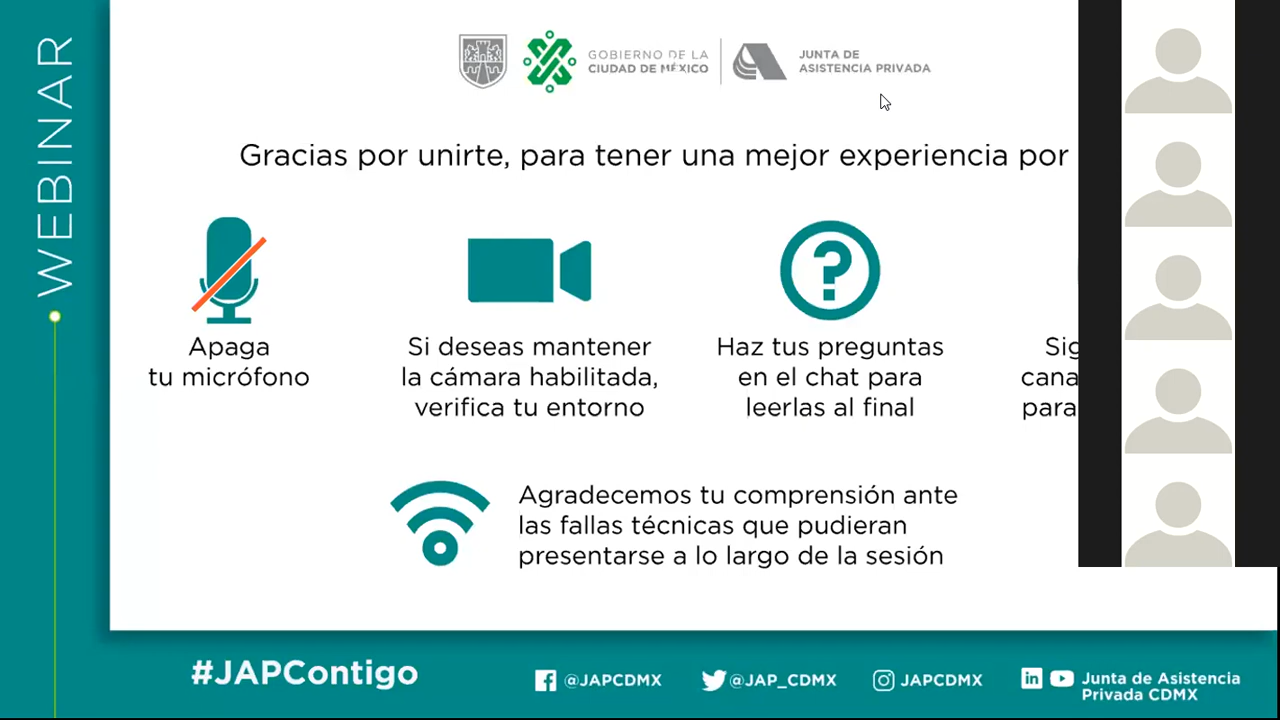 WEBINAR
GOBIERNO DE LA
CIUDAD DE MÉXICO
JUNTA DE
ASISTENCIA PRIVADA
Gracias por unirte, para tener una mejor experiencia por
Apaga
tu micrófono
Si deseas mantener
la cámara habilitada,
verifica tu entorno
Haz tus preguntas
en el chat para
leerlas al final
para
Agradecemos tu comprensión ante
las fallas técnicas que pudieran
presentarse a lo largo de la sesión
#JAPContigo
@JAPCDMX
@JAP_CDMX
JAPCDMX
Junta de Asistencia
Privada CDMX